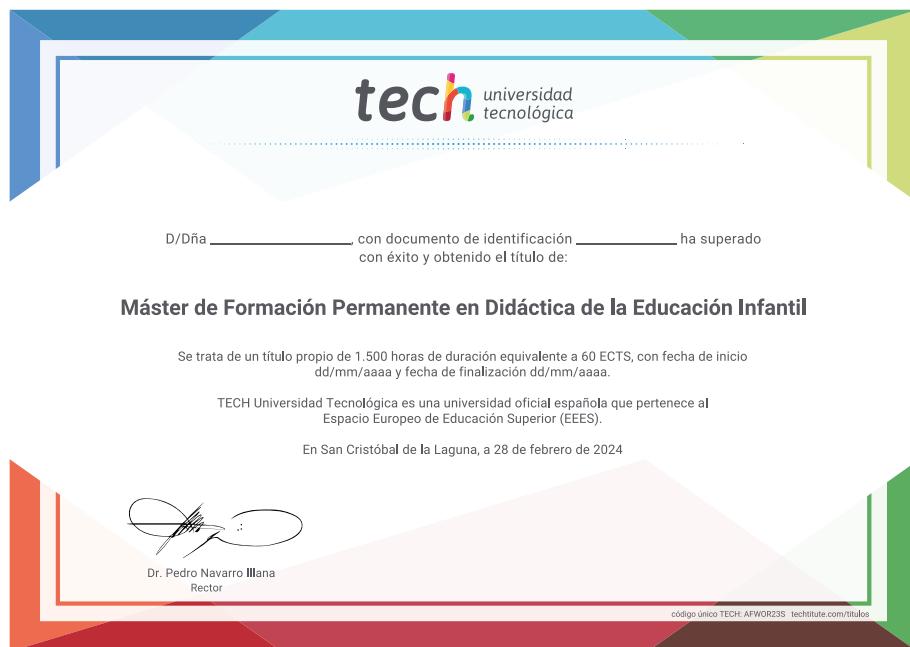 tech universidad
tecnológica
D/Dña ____________, con documento de identificación ____________ ha superado
con éxito y obtenido el título de:
Máster de Formación Permanente en Didáctica de la Educación Infantil
Se trata de un título propio de 1.500 horas de duración equivalente a 60 ECTS, con fecha de inicio
dd/mm/aaaa y fecha de finalización dd/mm/aaaa.
TECH Universidad Tecnológica es una universidad oficial española que pertenece al
Espacio Europeo de Educación Superior (EEES).
En San Cristóbal de la Laguna, a 28 de febrero de 2024
Dr. Pedro Navarro Illana
Rector
código único TECH: AFWOR23S techtitute.com/titulos